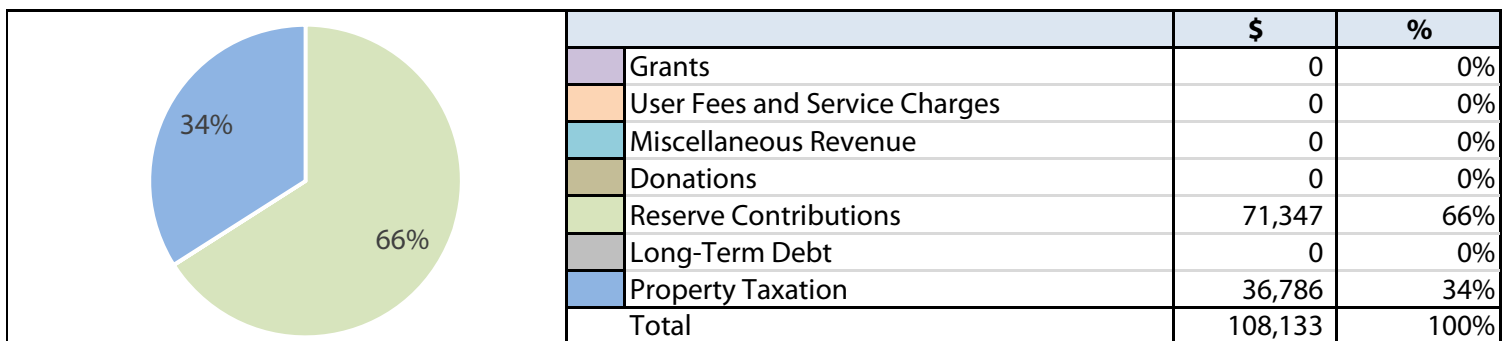 34%
66%
$ %
Grants 0 0%
User Fees and Service Charges 0 0%
Miscellaneous Revenue 0 0%
Donations 0 0%
Reserve Contributions 71,347 66%
Long-Term Debt 0 0%
Property Taxation 36,786 34%
Total 108,133 100%